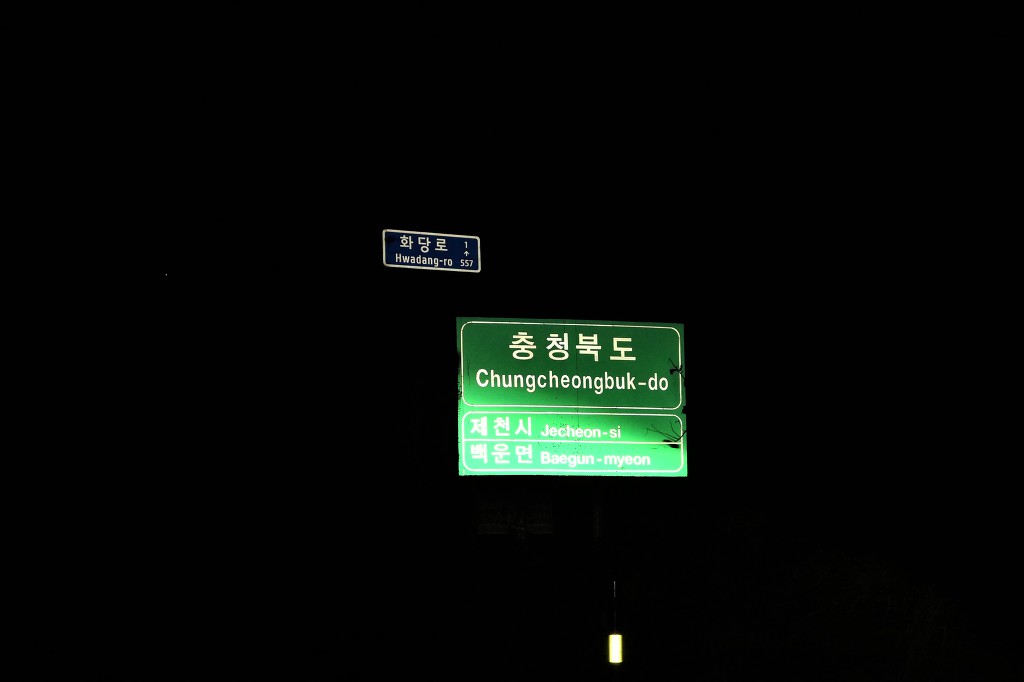 화당로 1
↑
Hwadang-ro 557
충청북도
Chungcheongbuk-do
제천시 Jecheon-si
백운면 Baegun-myeon